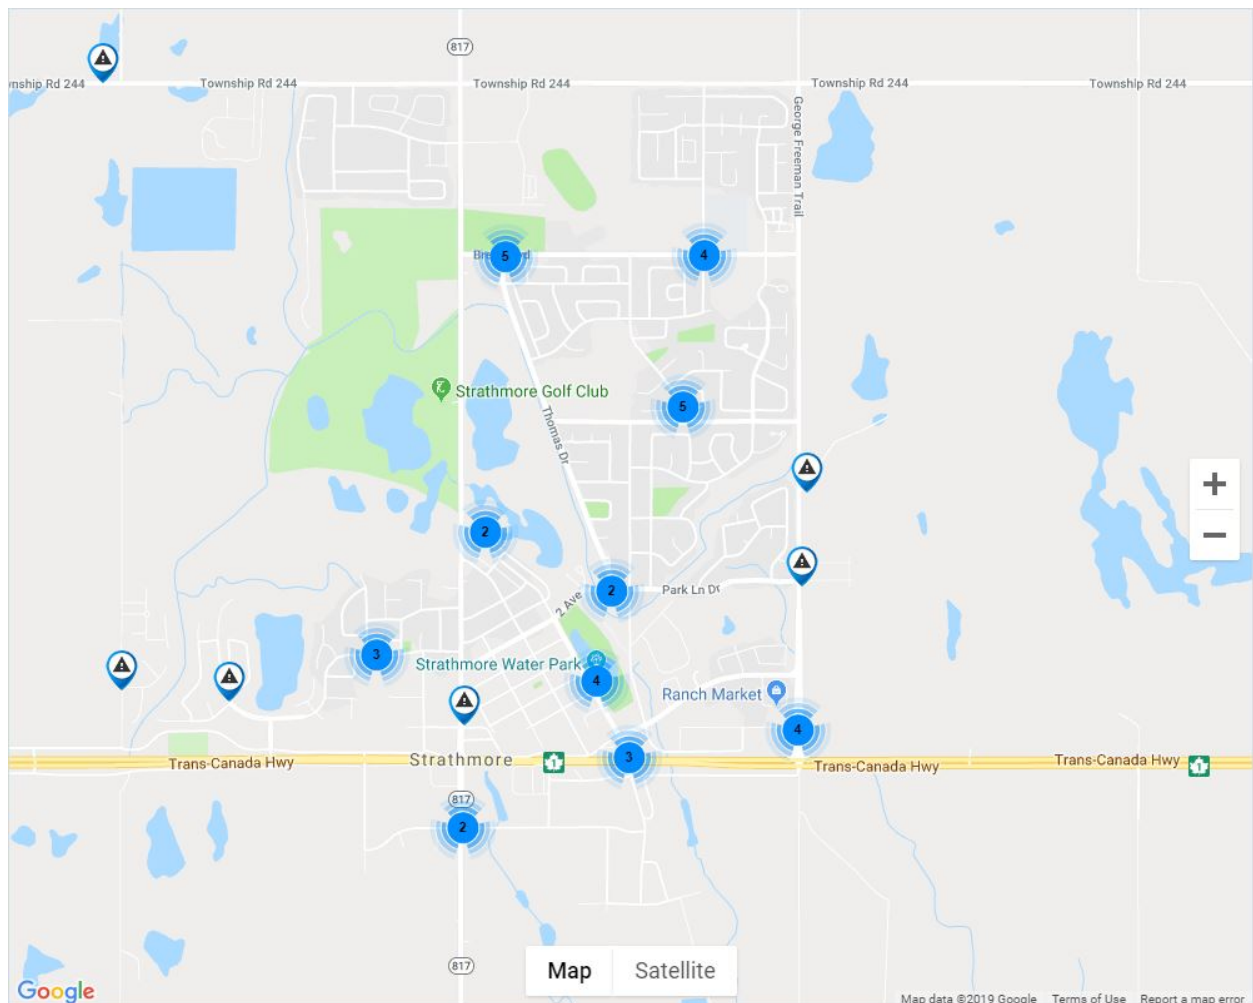 817
Township Rd 244
Township Rd 244
Township Rd 244
Township Rd 244
George Freeman Trail
5
4
Strathmore Golf Club
5
Thomas Dr
2
2
Park Ln Dr
2 Ave
3
Strathmore Water Park
4
Ranch Market
4
3
Strathmore
1
Trans-Canada Hwy
Trans-Canada Hwy
Trans-Canada Hwy
1
817
2
817
Map
Satellite
Google
Map data ©2019 Google
Terms of Use
Report a map error